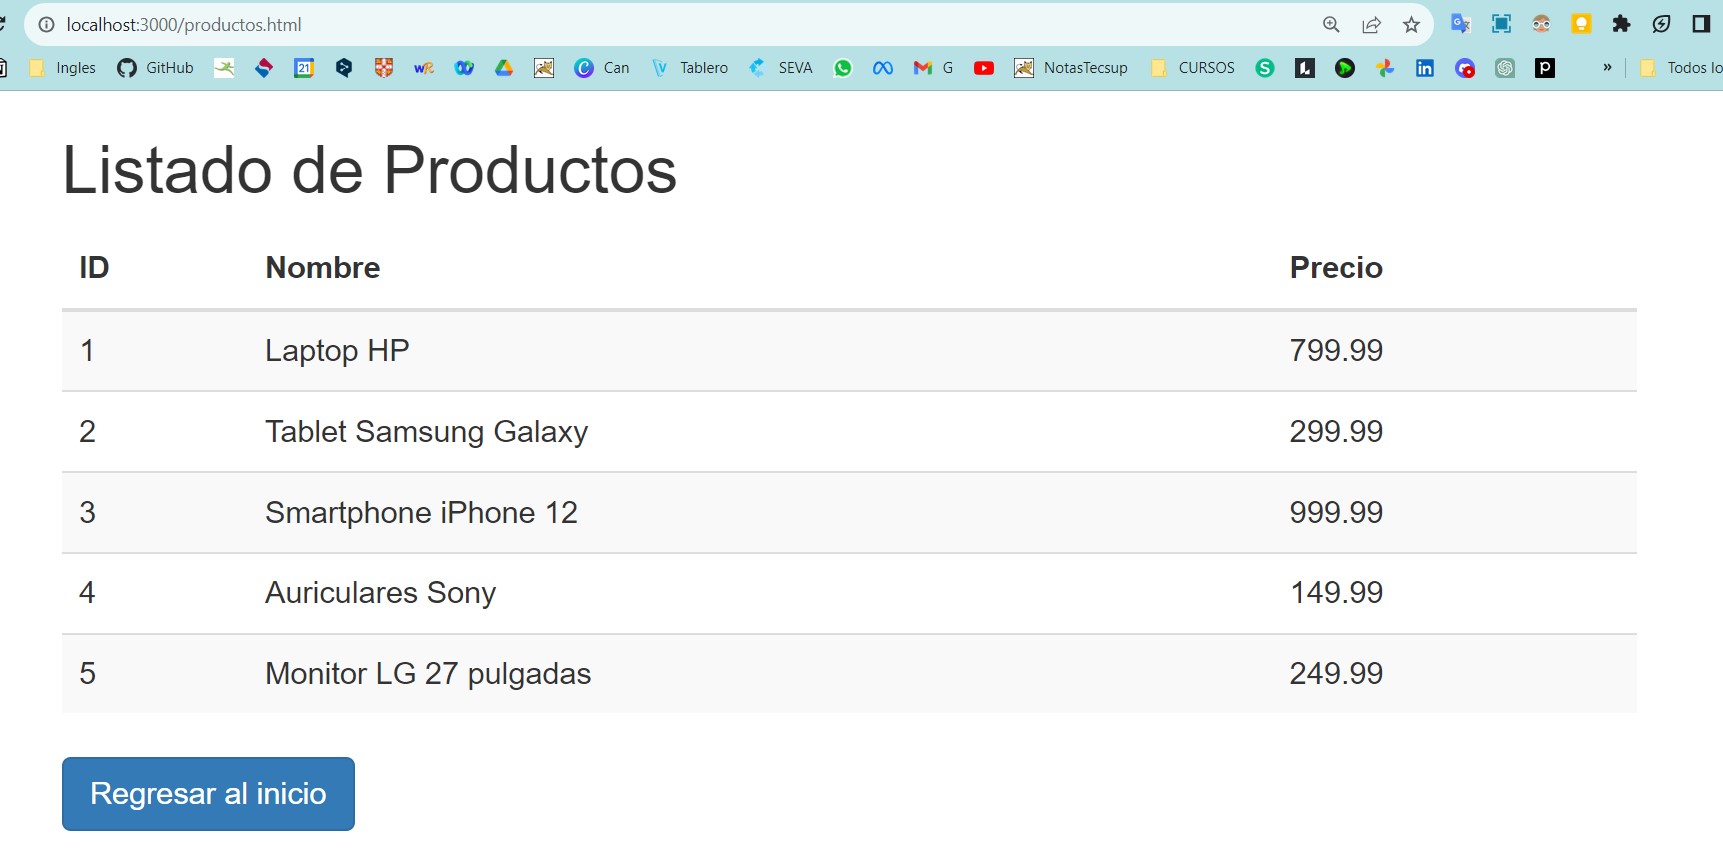 localhost:3000/productos.html
Ingles GitHub 21 wR Can Tablero SEVA G NotasTecsup CURSOS S in p » Todos lo
Listado de Productos
ID Nombre Precio
1 Laptop HP 799.99
2 Tablet Samsung Galaxy 299.99
3 Smartphone iPhone 12 999.99
4 Auriculares Sony 149.99
5 Monitor LG 27 pulgadas 249.99
Regresar al inicio